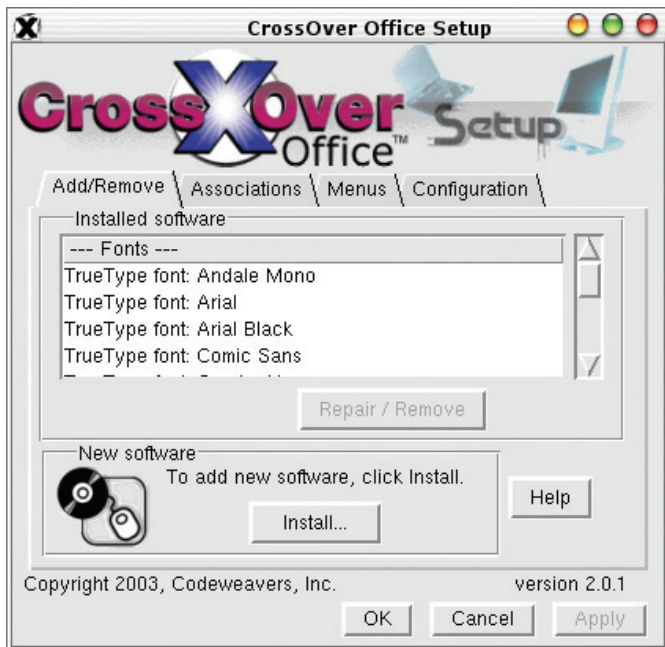 CrossOver Office Setup
CrossOver
Office™
Setup
Add/Remove Associations Menus Configuration
Installed software
--- Fonts ---
TrueType font: Andale Mono
TrueType font: Arial
TrueType font: Arial Black
TrueType font: Comic Sans
Repair / Remove
New software
To add new software, click Install.
Install...
Help
Copyright 2003, Codeweavers, Inc. version 2.0.1
OK Cancel Apply